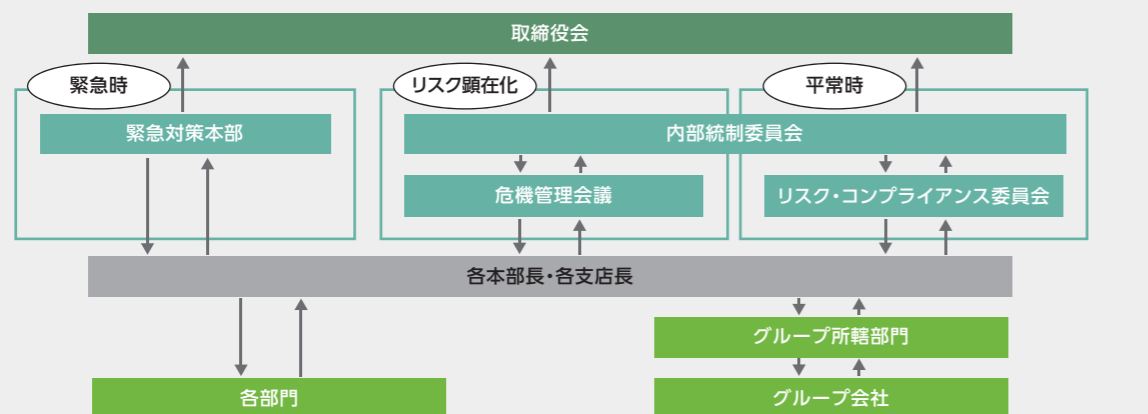 取締役会
緊急時
リスク顕在化
平常時
緊急対策本部
内部統制委員会
危機管理会議
リスク・コンプライアンス委員会
各本部長・各支店長
グループ所轄部門
各部門
グループ会社